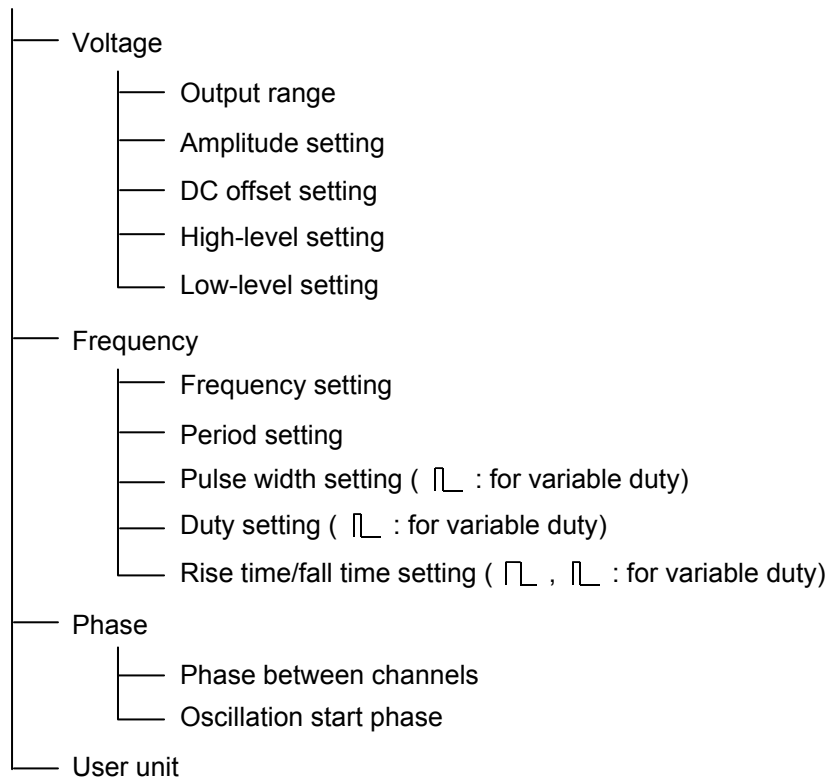 Voltage
Output range
Amplitude setting
DC offset setting
High-level setting
Low-level setting
Frequency
Frequency setting
Period setting
Pulse width setting ( : for variable duty)
Duty setting ( : for variable duty)
Rise time/fall time setting ( , : for variable duty)
Phase
Phase between channels
Oscillation start phase
User unit